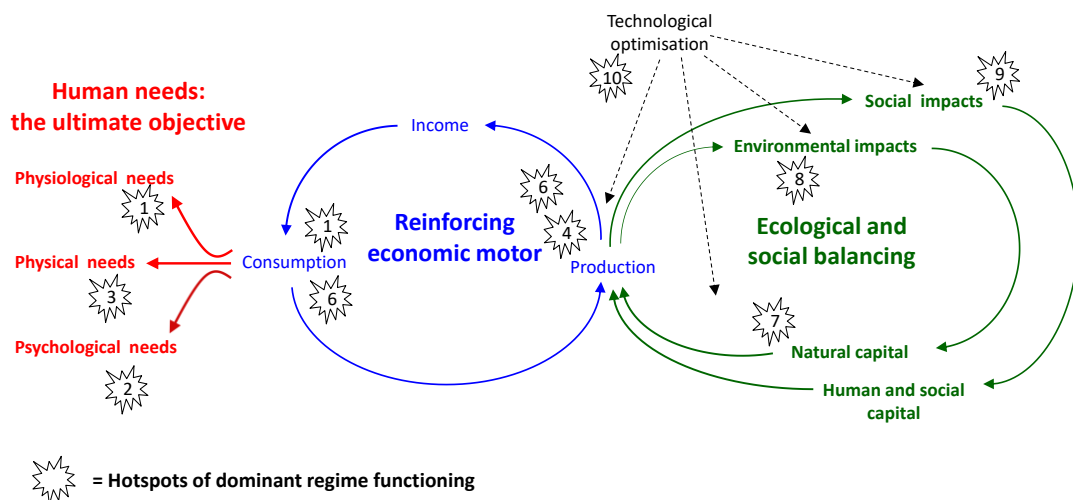 Technological
optimisation
10
9
Human needs:
the ultimate objective
Social impacts
Income
Environmental impacts
Physiological needs
6
8
1
1
Reinforcing
economic motor
4
Ecological and
social balancing
Physical needs
Consumption
Production
3
6
7
Psychological needs
Natural capital
2
Human and social
capital
= Hotspots of dominant regime functioning